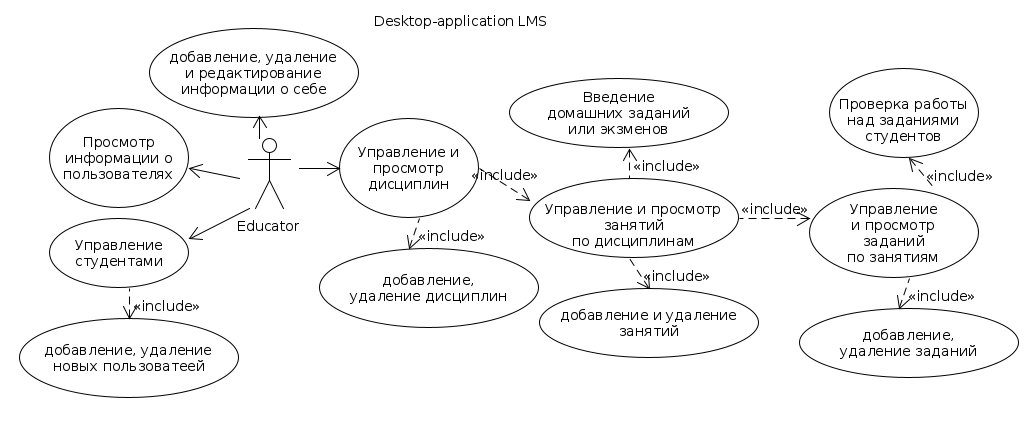 Desktop-application LMS
добавление, удаление
и редактирование
информации о себе
Просмотр
информации о
пользователях
Educator
Управление и
просмотр
дисциплин
Введение
домашних заданий
или экзменов
Проверка работы
над заданиями
студентов
«include»
«include»
«include»
Управление
студентами
«include»
Управление и просмотр
занятий
по дисциплинам
«include»
Управление
и просмотр
заданий
по занятиям
добавление,
удаление дисциплин
«include»
«include»
«include»
добавление, удаление
новых пользоватеей
добавление и удаление
занятий
добавление,
удаление заданий